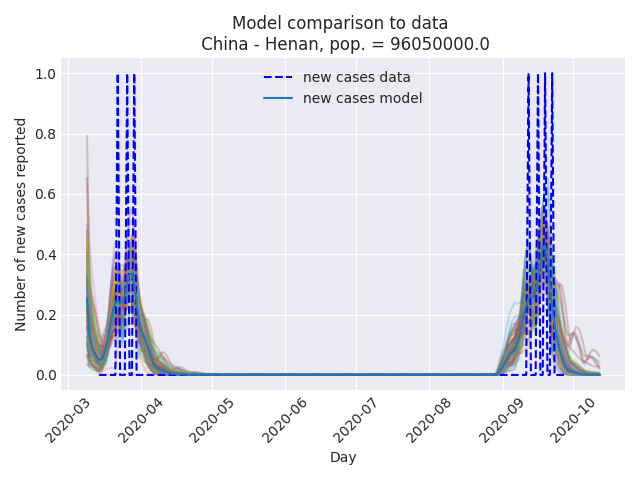 Model comparison to data
China - Henan, pop. = 96050000.0
new cases data
new cases model
Number of new cases reported
1.0
0.8
0.6
0.4
0.2
0.0
2020-03
2020-04
2020-05
2020-06
2020-07
2020-08
2020-09
2020-10
Day